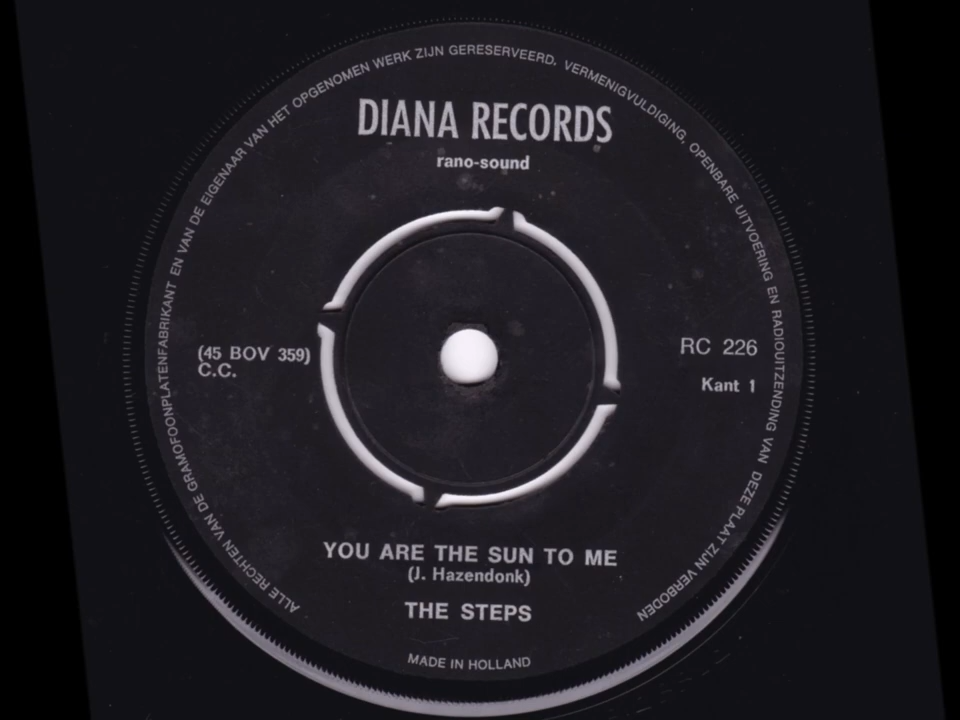 ALLE RECHTEN VAN DE GRAMOFOONPLATENFABRIKANT EN VAN DE EIGENAAR VAN HET OPGENOMEN WERK ZIJN GERESERVEERD. VERMENIGVULDIGING, OPENBARE UITVOERING EN RADIOUITZENDING VAN DEZE PLAAT ZIJN VERBODEN
DIANA RECORDS
rano-sound
(45 BOV 359)
C.C.
RC 226
Kant 1
YOU ARE THE SUN TO ME
(J. Hazendonk)
THE STEPS
MADE IN HOLLAND